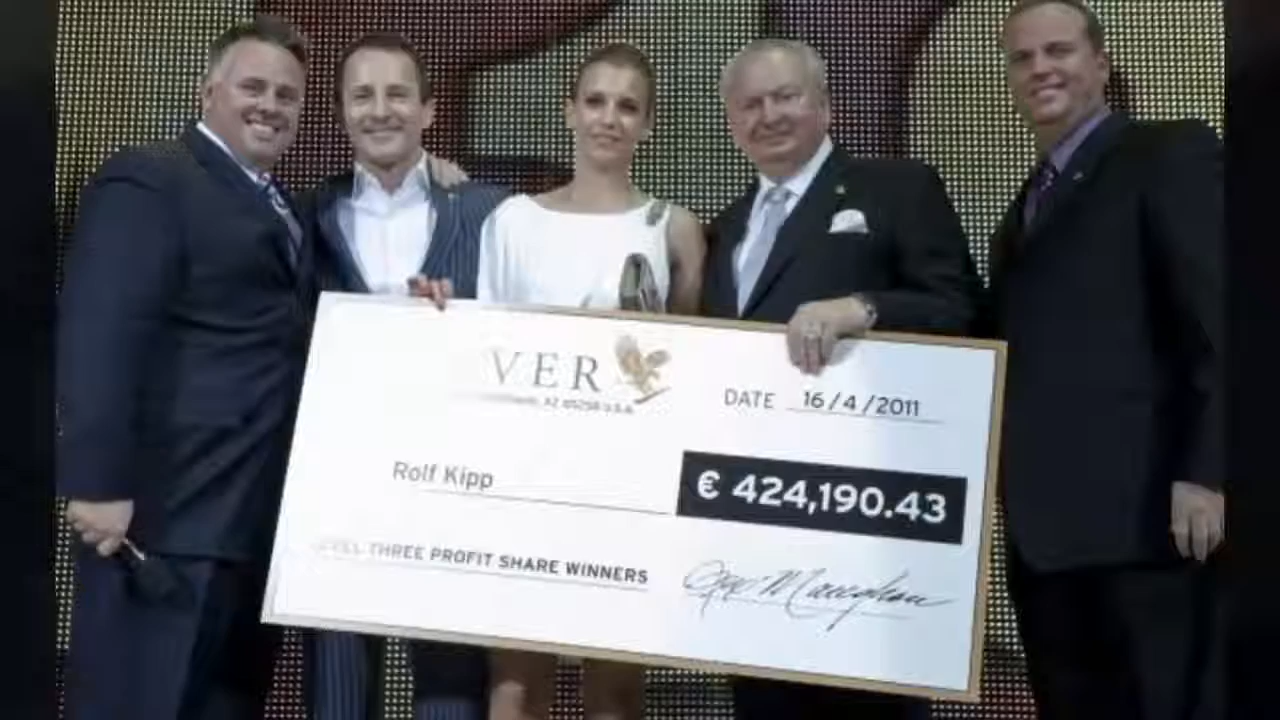 VER
DATE 16/4/2011
Rolf Kipp
€ 424,190.43
THREE PROFIT SHARE WINNERS